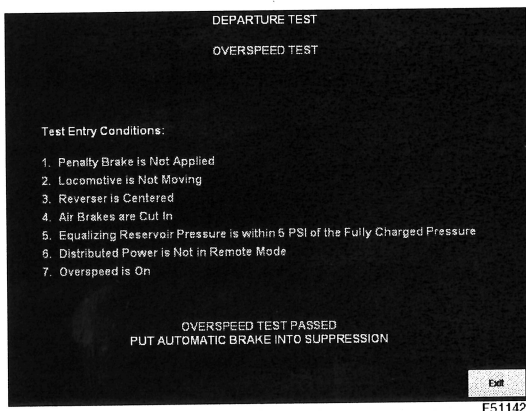 DEPARTURE TEST
OVERSPEED TEST
Test Entry Conditions:
1. Penalty Brake is Not Applied
2. Locomotive is Not Moving
3. Reverser is Centered
4. Air Brakes are Cut In
5. Equalizing Reservoir Pressure is within 5 PSI of the Fully Charged Pressure
6. Distributed Power is Not in Remote Mode
7. Overspeed is On
OVERSPEED TEST PASSED
PUT AUTOMATIC BRAKE INTO SUPPRESSION
Exit
E51142